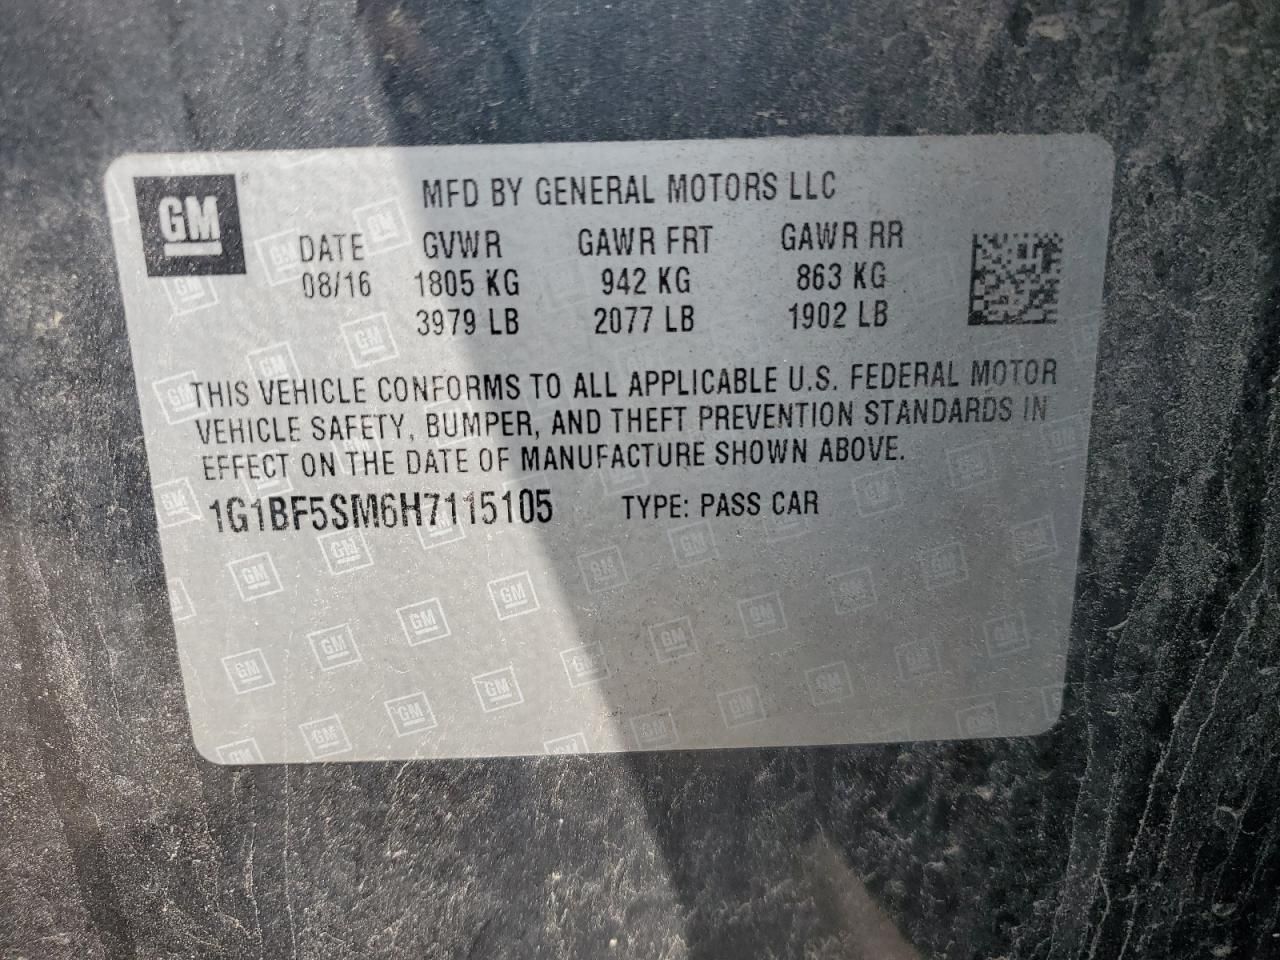 GM
MFD BY GENERAL MOTORS LLC
DATE GVWR GAWR FRT GAWR RR
08/16 1805 KG 942 KG 863 KG
3979 LB 2077 LB 1902 LB
THIS VEHICLE CONFORMS TO ALL APPLICABLE U.S. FEDERAL MOTOR
VEHICLE SAFETY, BUMPER, AND THEFT PREVENTION STANDARDS IN
EFFECT ON THE DATE OF MANUFACTURE SHOWN ABOVE.
1G1BF5SM6H7115105 TYPE: PASS CAR